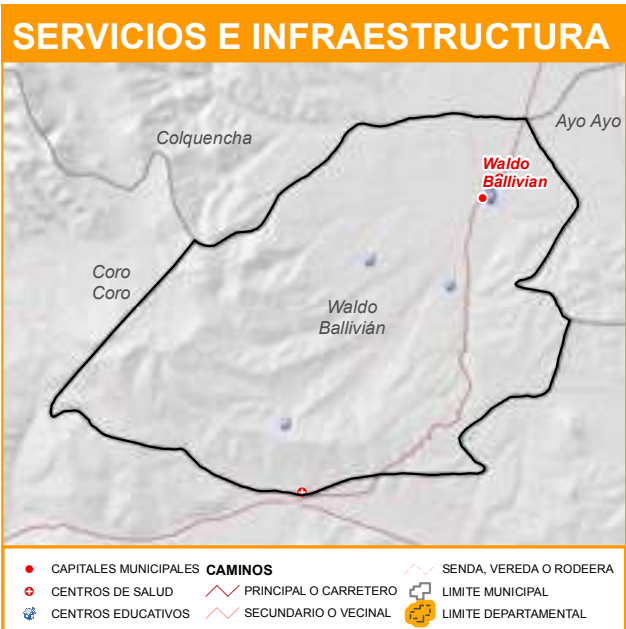 SERVICIOS E INFRAESTRUCTURA
Ayo Ayo
Colquencha
Waldo
Ballivian
Coro
Coro
Waldo
Ballivián
CAPITALES MUNICIPALES
CENTROS DE SALUD
CENTROS EDUCATIVOS
CAMINOS
PRINCIPAL O CARRETERO
SECUNDARIO O VECINAL
SENDA, VEREDA O RODEERA
LIMITE MUNICIPAL
LIMITE DEPARTAMENTAL